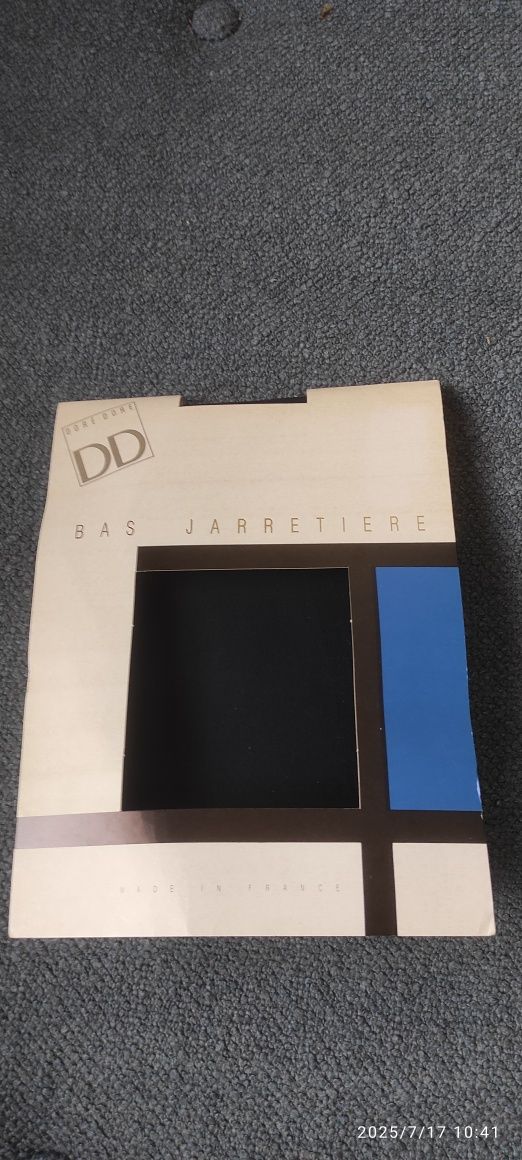 DORÉ DORÉ
DD
BAS JARRETIERE
MADE IN FRANCE
2025/7/17 10:41